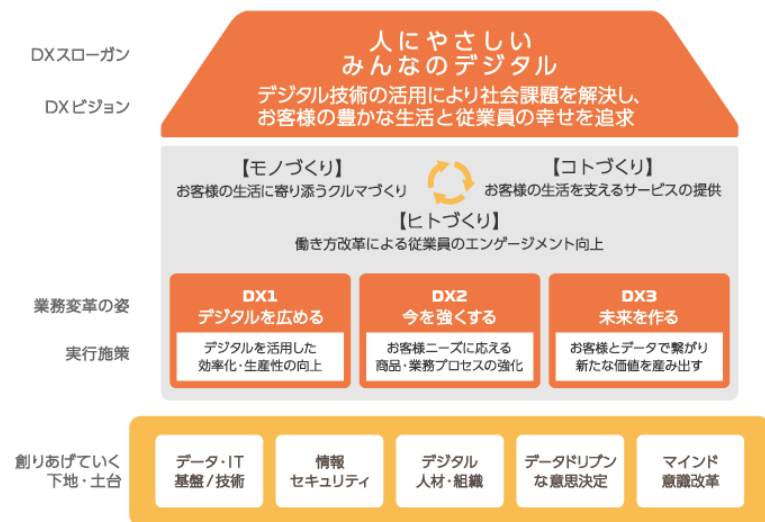 DXスローガン
人にやさしい
みんなのデジタル
DXビジョン
デジタル技術の活用により社会課題を解決し、
お客様の豊かな生活と従業員の幸せを追求
【モノづくり】
お客様の生活に寄り添うクルマづくり
【コトづくり】
お客様の生活を支えるサービスの提供
【ヒトづくり】
働き方改革による従業員のエンゲージメント向上
業務変革の姿
DX1
デジタルを広める
DX2
今を強くする
DX3
未来を作る
実行施策
デジタルを活用した
効率化・生産性の向上
お客様ニーズに応える
商品・業務プロセスの強化
お客様とデータで繋がり
新たな価値を産み出す
創りあげていく
下地・土台
データ・IT
基盤/技術
情報
セキュリティ
デジタル
人材・組織
データドリブン
な意思決定
マインド
意識改革